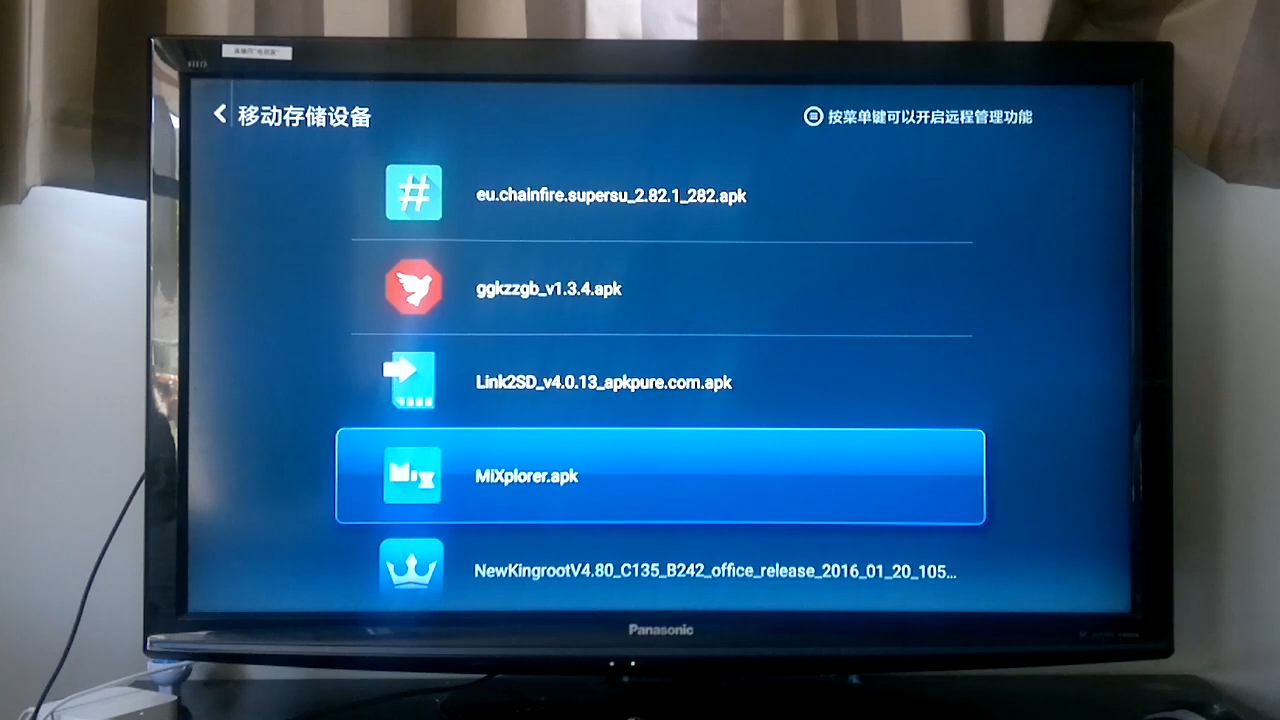 移动存储设备
按菜单键可以开启远程管理功能
eu.chainfire.supersu_2.82.1_282.apk
ggkzzgb_v1.3.4.apk
Link2SD_v4.0.13_apkpure.com.apk
Mix
MiXplorer.apk
NewKingrootV4.80_C135_B242_office_release_2016_01_20_105...
Panasonic